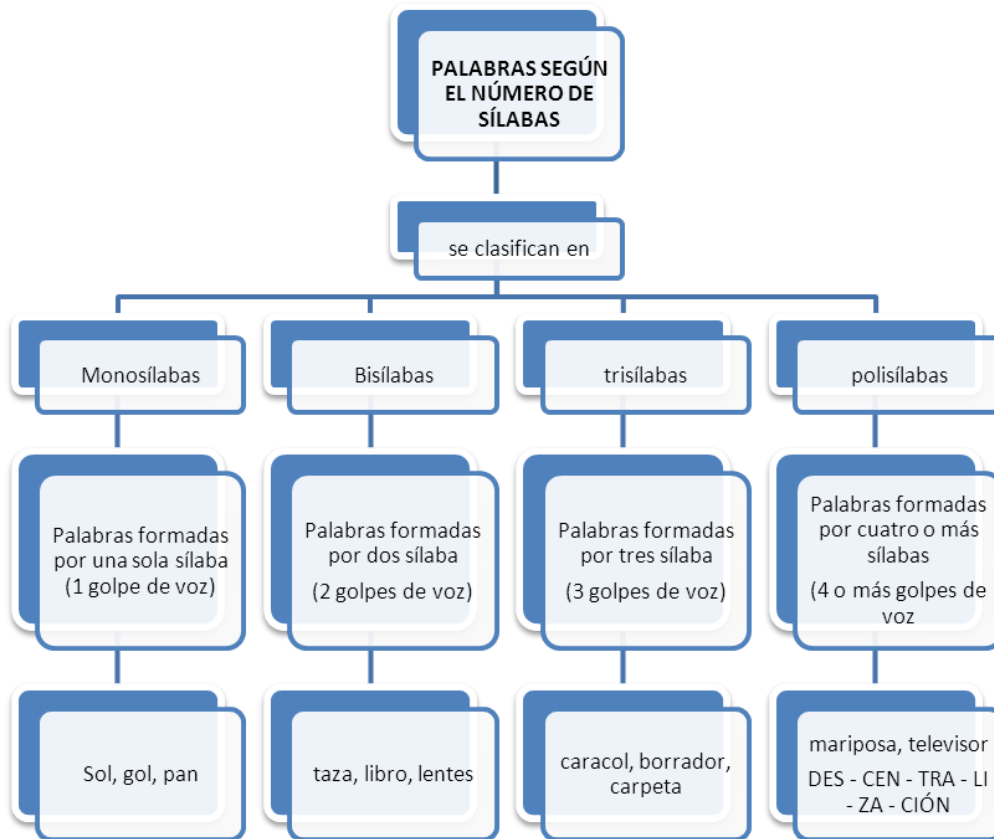 PALABRAS SEGÚN
EL NÚMERO DE
SÍLABAS
se clasifican en
Monosílabas
Bisílabas
trisílabas
polisílabas
Palabras formadas
por una sola sílaba
(1 golpe de voz)
Palabras formadas
por dos sílaba
(2 golpes de voz)
Palabras formadas
por tres sílaba
(3 golpes de voz)
Palabras formadas
por cuatro o más
sílabas
(4 o más golpes de
voz
Sol, gol, pan
taza, libro, lentes
caracol, borrador,
carpeta
mariposa, televisor
DES - CEN - TRA - LI
- ZA - CIÓN